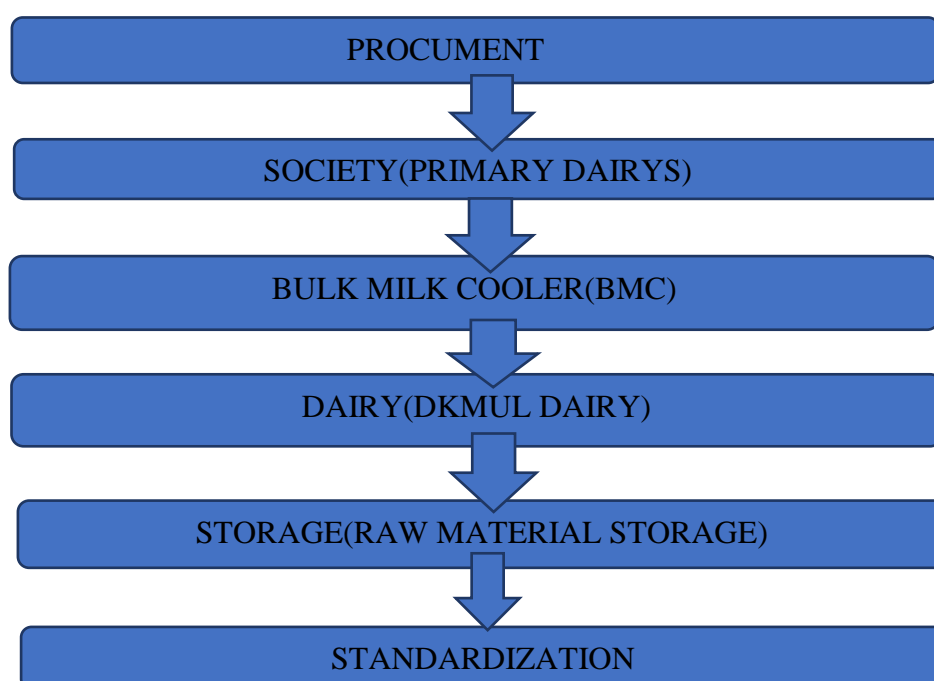 PROCUMENT
SOCIETY(PRIMARY DAIRYS)
BULK MILK COOLER(BMC)
DAIRY(DKMUL DAIRY)
STORAGE(RAW MATERIAL STORAGE)
STANDARDIZATION